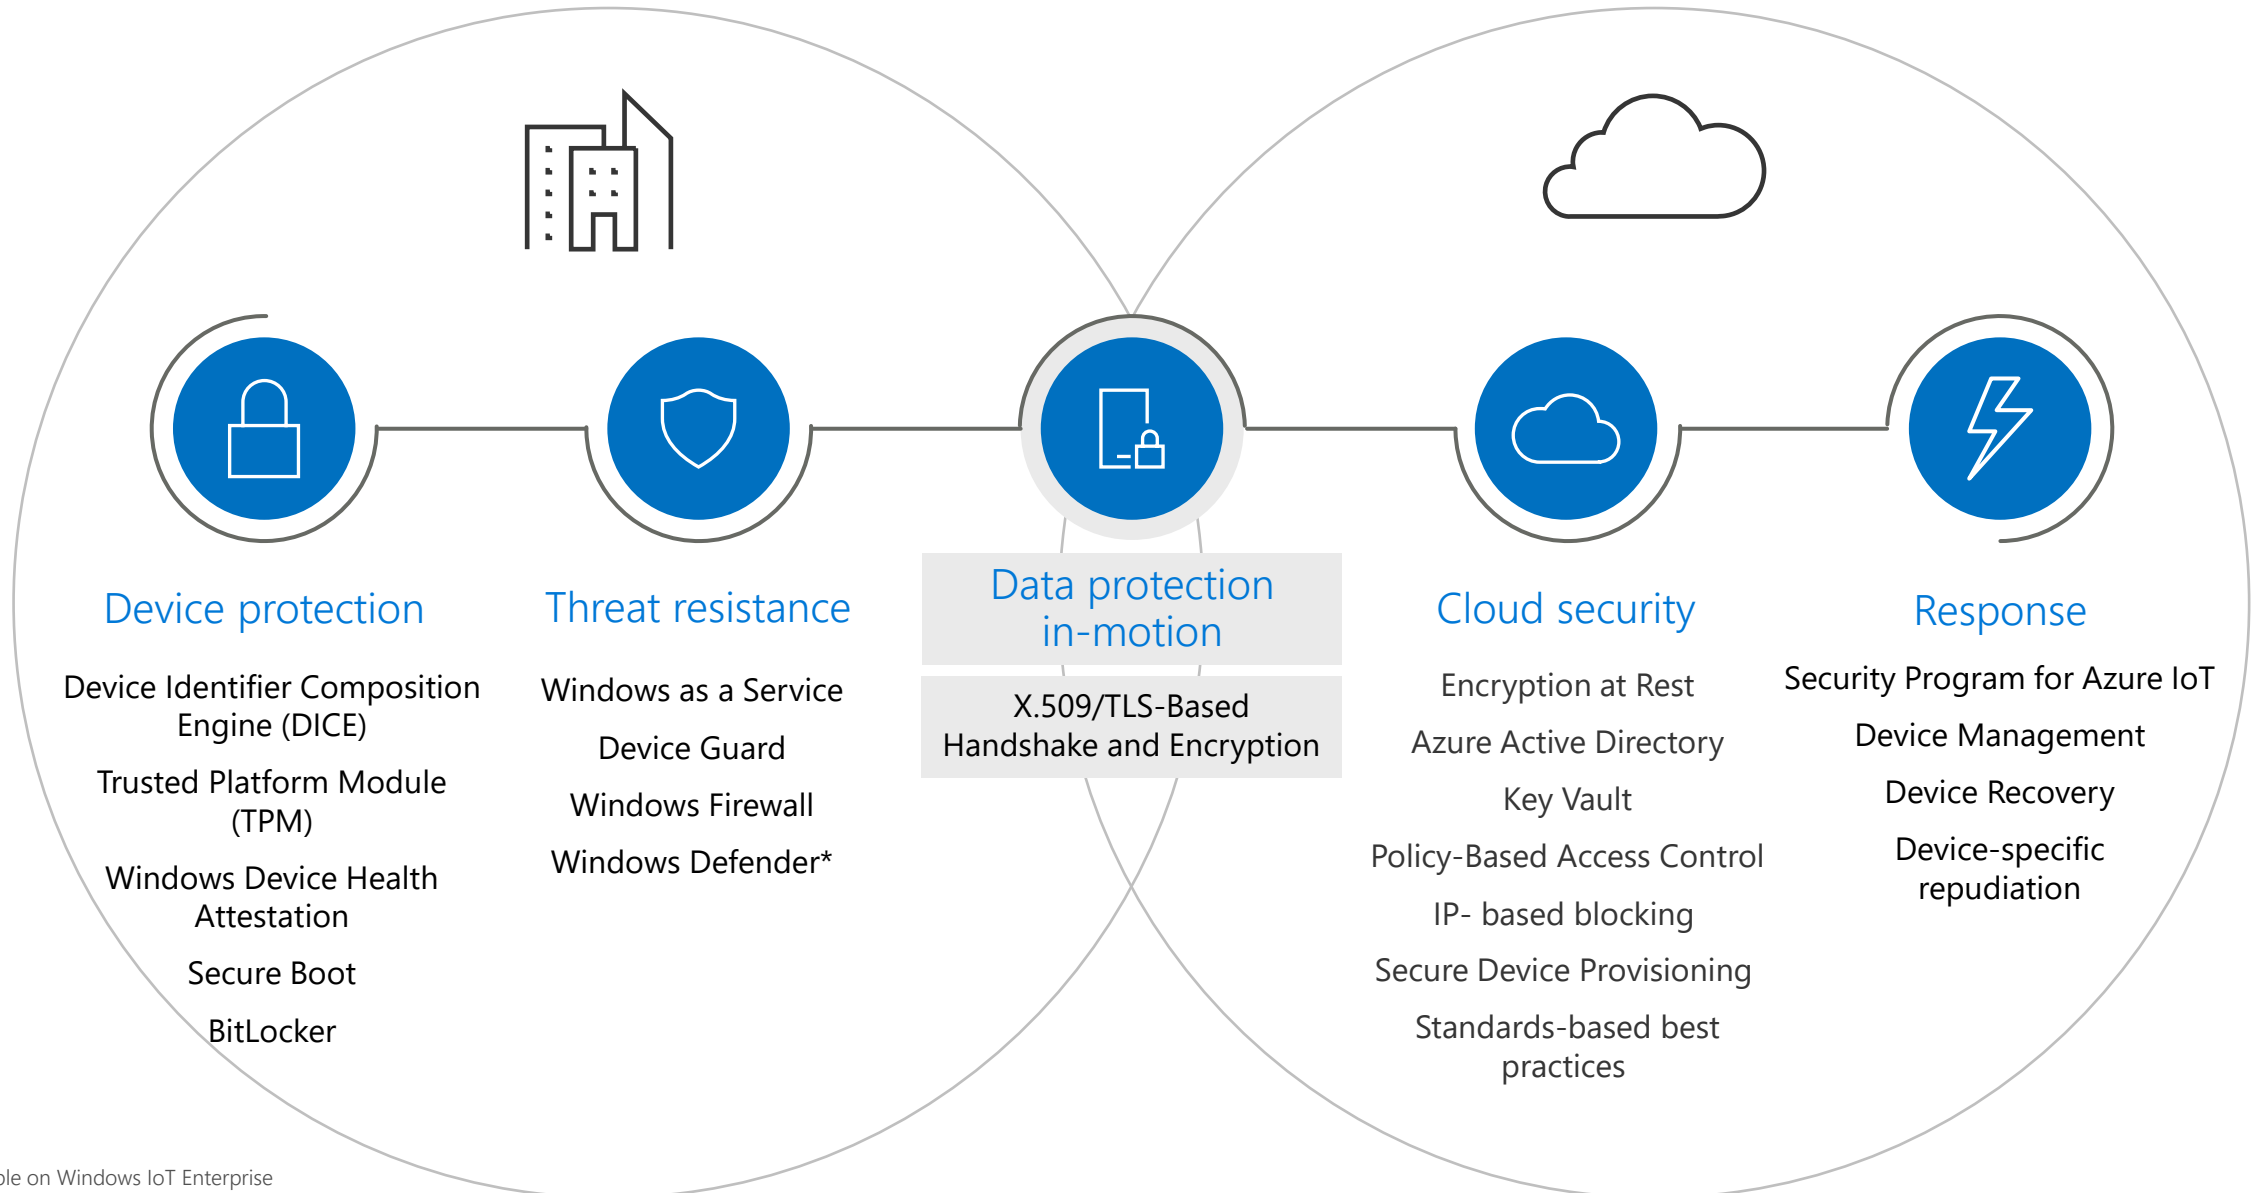 Device protection
Device Identifier Composition
Engine (DICE)
Trusted Platform Module
(TPM)
Windows Device Health
Attestation
Secure Boot
BitLocker
Threat resistance
Windows as a Service
Device Guard
Windows Firewall
Windows Defender*
Data protection
in-motion
X.509/TLS-Based
Handshake and Encryption
Cloud security
Encryption at Rest
Azure Active Directory
Key Vault
Policy-Based Access Control
IP- based blocking
Secure Device Provisioning
Standards-based best
practices
Response
Security Program for Azure IoT
Device Management
Device Recovery
Device-specific
repudiation
on Windows IoT Enterprise